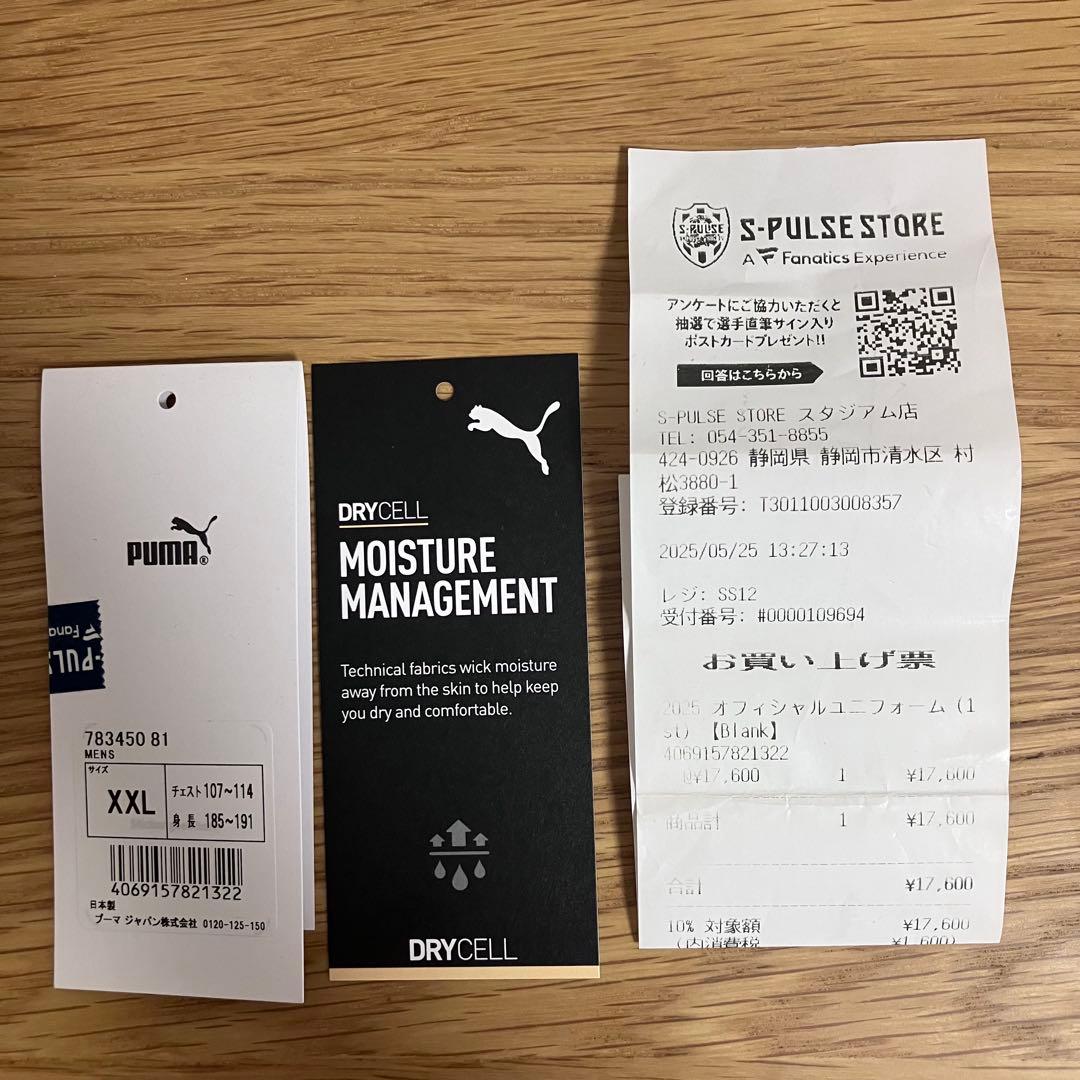 PUMA®
Fana
PULS
783450 81
MENS
サイズ
XXL
チェスト 107~114
身長 185~191
4069157821322
日本製
プーマ ジャパン株式会社 0120-125-150
DRYCELL
MOISTURE
MANAGEMENT
Technical fabrics wick moisture
away from the skin to help keep
you dry and comfortable.
DRYCELL
S-PULSE
S-PULSE STORE
A Fanatics Experience
アンケートにご協力いただくと
抽選で選手直筆サイン入り
ポストカードプレゼント!!
回答はこちらから
S-PULSE STORE スタジアム店
TEL: 054-351-8855
424-0926 静岡県 静岡市清水区 村
松3880-1
登録番号: T3011003008357
2025/05/25 13:27:13
レジ: SS12
受付番号: #0000109694
お買い上げ票
2025 オフィシャルユニフォーム (1
st) 【Blank】
4069157821322
@¥17,600 1 ¥17,600
商品計 1 ¥17,600
合計 ¥17,600
10% 対象額 ¥17,600
(内消費税 ¥1,600)